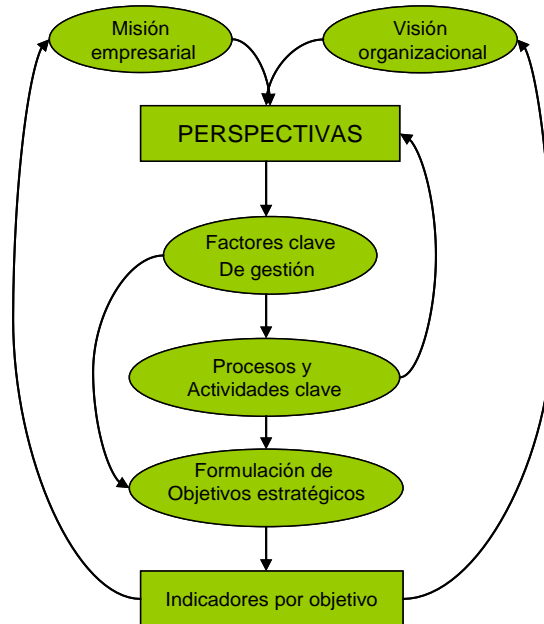 Misión
empresarial
Visión
organizacional
PERSPECTIVAS
Factores clave
De gestión
Procesos y
Actividades clave
Formulación de
Objetivos estratégicos
Indicadores por objetivo